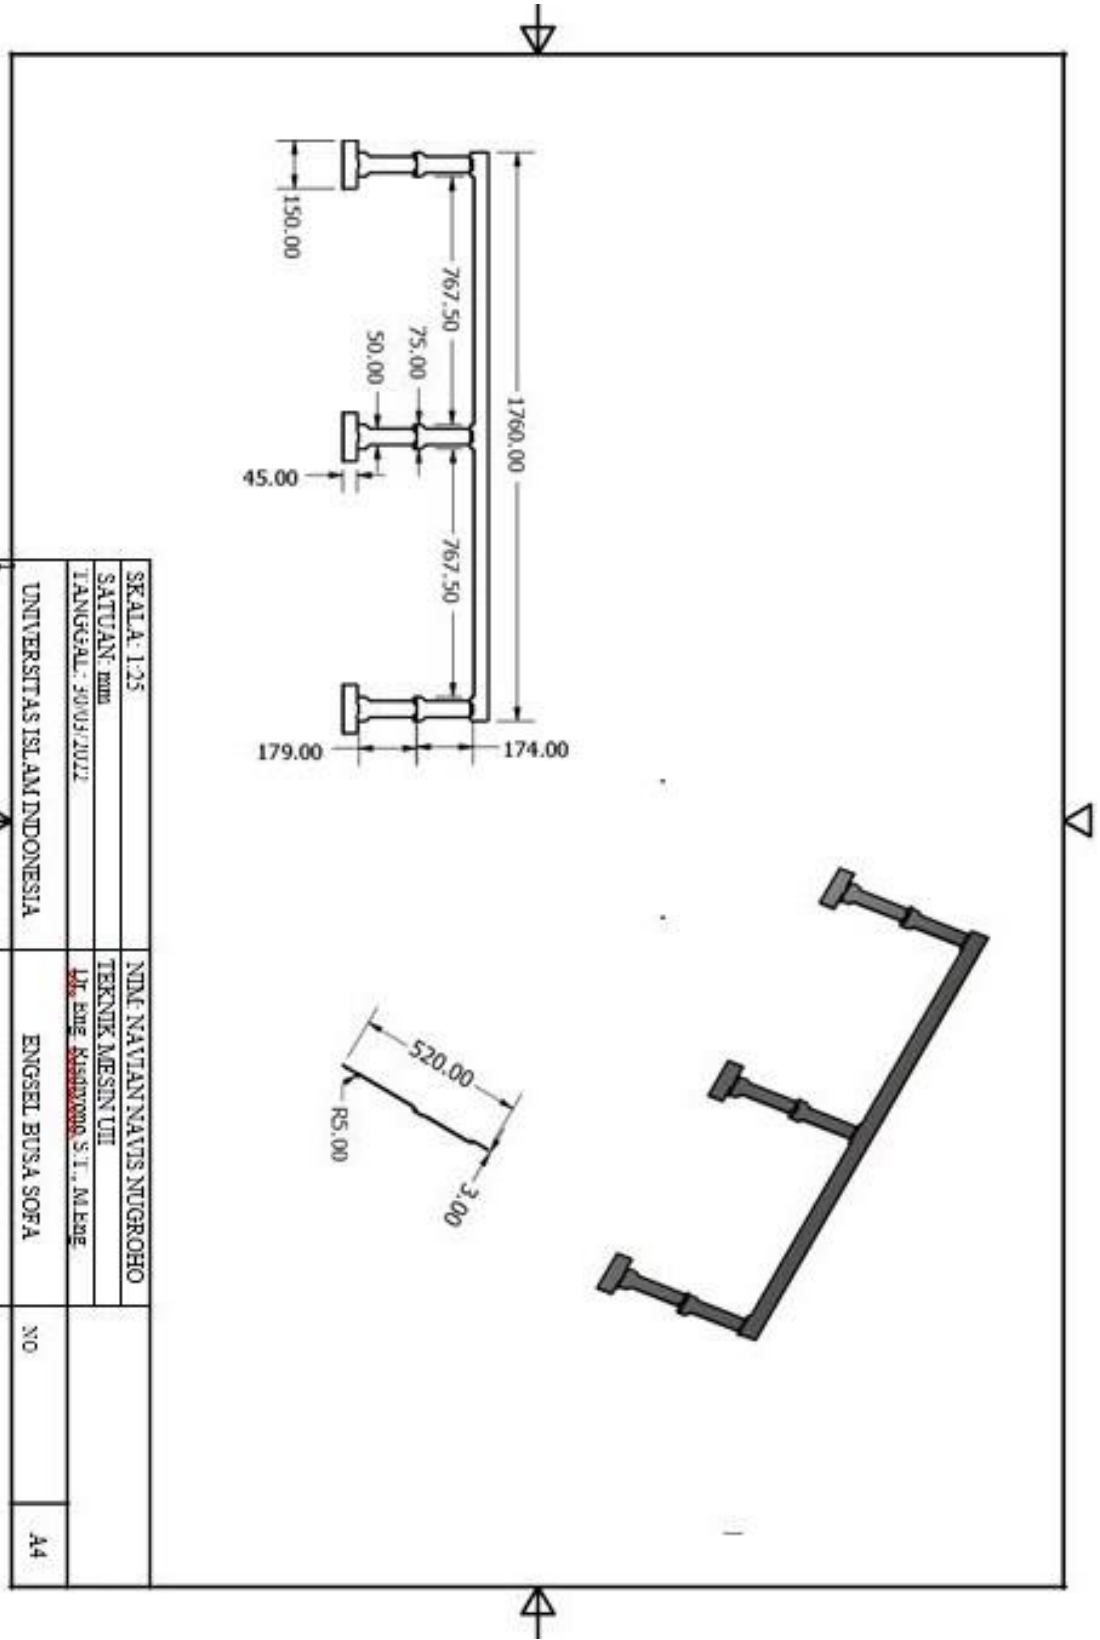 1760.00
767.50
767.50
75.00
50.00
150.00
45.00
174.00
179.00
520.00
3.00
R5.00
SKALA: 1:25
NIM: NAVIAN NAVIS NUGROHO
SATUAN: mm
TEKNIK MESIN UII
TANGGAL: 30/03/2022
Eng. S.T., M.Eng.
UNIVERSITAS ISLAM INDONESIA
ENGSEL BUSA SOFA
NO
A4